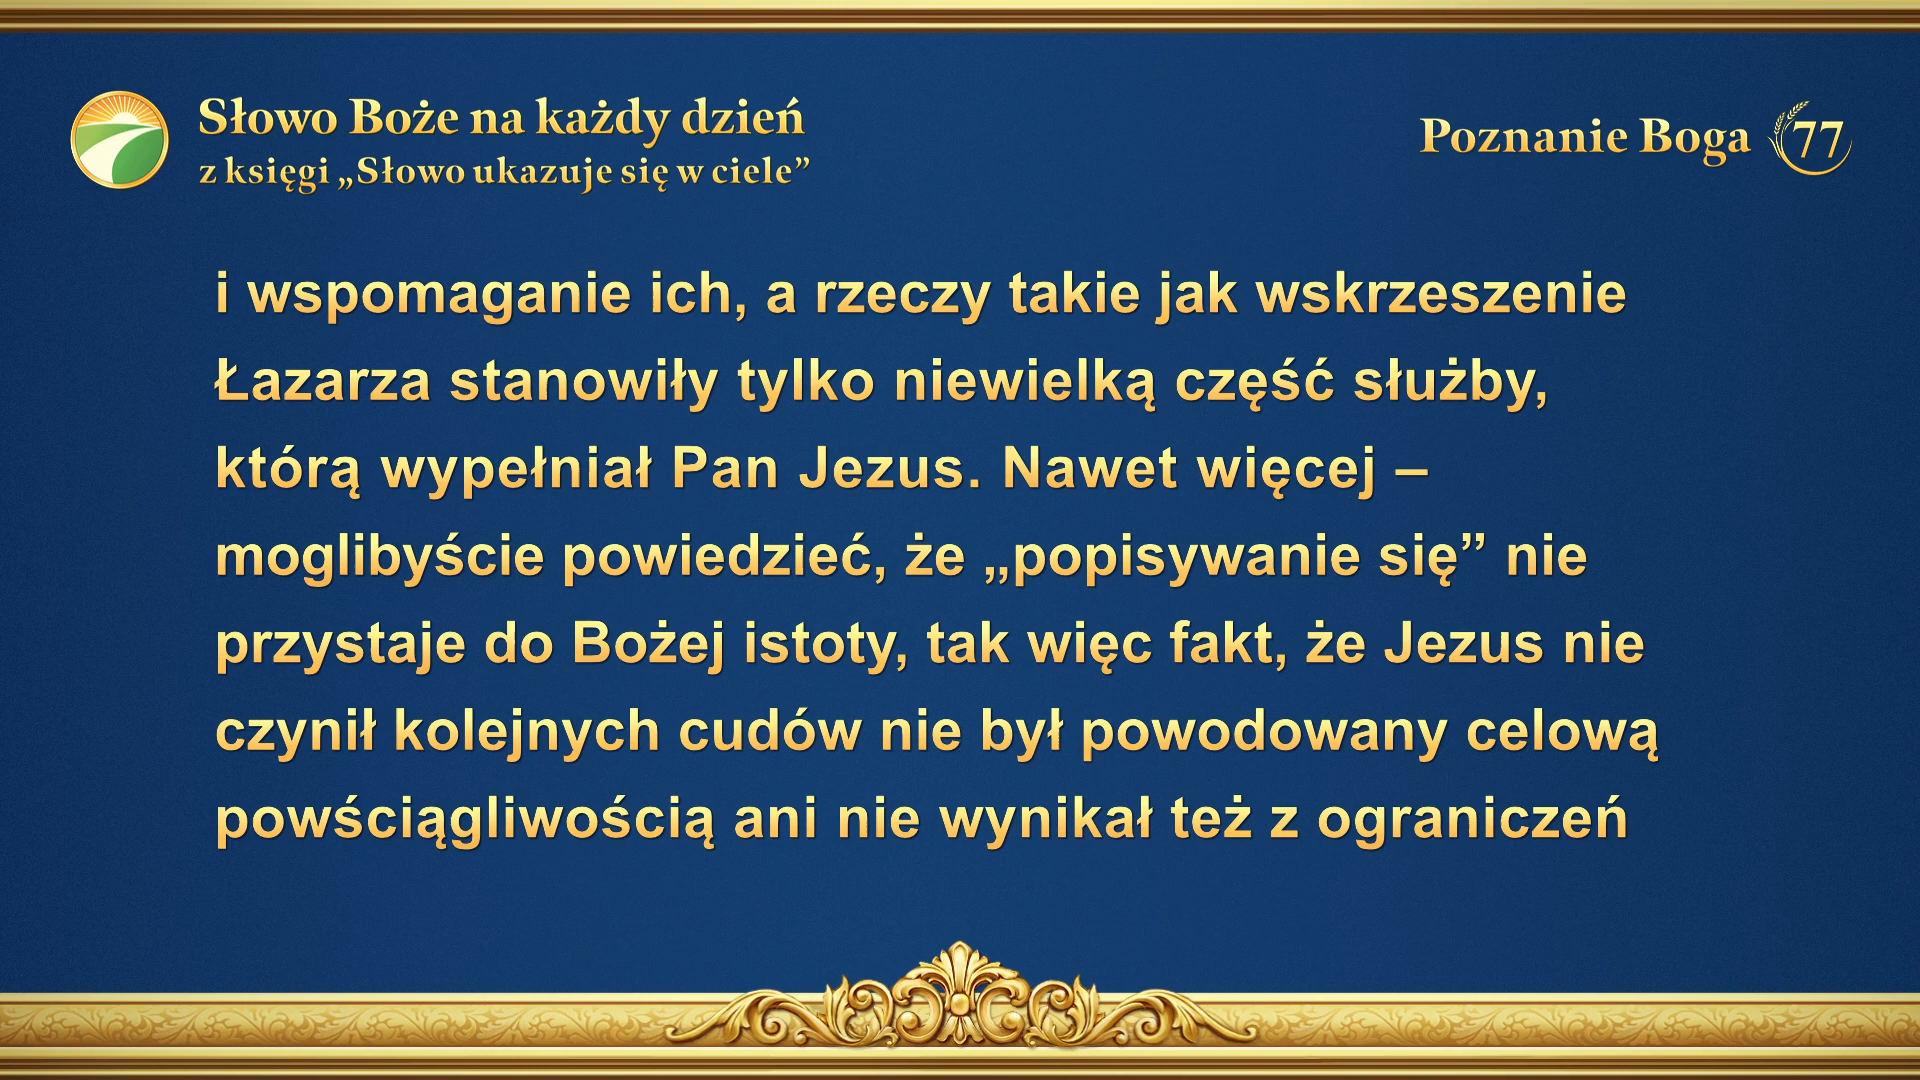 Słowo Boże na każdy dzień
z księgi „Słowo ukazuje się w ciele”
Poznanie Boga 77
i wspomaganie ich, a rzeczy takie jak wskrzeszenie
Łazarza stanowiły tylko niewielką część służby,
którą wypełniał Pan Jezus. Nawet więcej –
moglibyście powiedzieć, że „popisywanie się” nie
przystaje do Bożej istoty, tak więc fakt, że Jezus nie
czynił kolejnych cudów nie był powodowany celową
powściągliwością ani nie wynikał też z ograniczeń